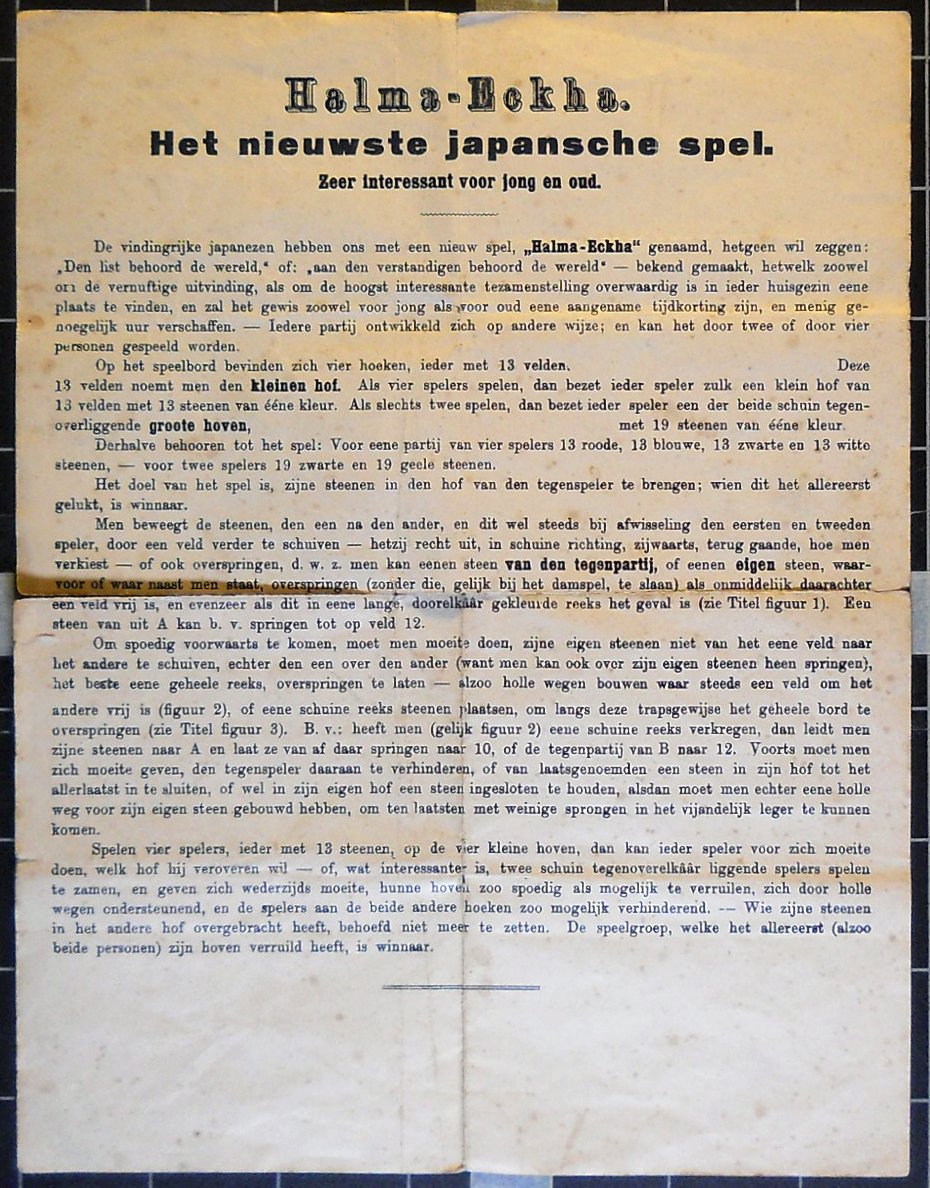 Halma-Eckha.
Het nieuwste japansche spel.
Zeer interessant voor jong en oud.
De vindingrijke japanezen hebben ons met een nieuw spel, „Halma-Eckha“ genaamd, hetgeen wil zeggen:
„Den list behoord de wereld,“ of: „aan den verstandigen behoord de wereld“ — bekend gemaakt, hetwelk zoowel
om de vernuftige uitvinding, als om de hoogst interessante tezamenstelling overwaardig is in ieder huisgezin eene
plaats te vinden, en zal het gewis zoowel voor jong als voor oud eene aangename tijdkorting zijn, en menig ge-
noegelijk uur verschaffen. — Iedere partij ontwikkeld zich op andere wijze; en kan het door twee of door vier
personen gespeeld worden.
Op het speelbord bevinden zich vier hoeken, ieder met 13 velden. Deze
13 velden noemt men den kleinen hof. Als vier spelers spelen, dan bezet ieder speler zulk een klein hof van
13 velden met 13 steenen van ééne kleur. Als slechts twee spelen, dan bezet ieder speler een der beide schuin tegen-
overliggende groote hoven, met 19 steenen van ééne kleur.
Derhalve behooren tot het spel: Voor eene partij van vier spelers 13 roode, 13 blouwe, 13 zwarte en 13 witte
steenen, — voor twee spelers 19 zwarte en 19 geele steenen.
Het doel van het spel is, zijne steenen in den hof van den tegenspeler te brengen; wien dit het allereerst
gelukt, is winnaar.
Men beweegt de steenen, den een na den ander, en dit wel steeds bij afwisseling den eersten en tweeden
speler, door een veld verder te schuiven — hetzij recht uit, in schuine richting, zijwaarts, terug gaande, hoe men
verkiest — of ook overspringen, d. w. z. men kan eenen steen van den tegenpartij, of eenen eigen steen, waar-
voor of waar naast men staat, overspringen (zonder die, gelijk bij het damspel, te slaan) als onmiddelijk daarachter
een veld vrij is, en evenzeer als dit in eene lange, doorelkââr gekleurde reeks het geval is (zie Titel figuur 1). Een
steen van uit A kan b. v. springen tot op veld 12.
Om spoedig voorwaarts te komen, moet men moeite doen, zijne eigen steenen niet van het eene veld naar
het andere te schuiven, echter den een over den ander (want men kan ook over zijn eigen steenen heen springen),
het beste eene geheele reeks, overspringen te laten — alzoo holle wegen bouwen waar steeds een veld om het
andere vrij is (figuur 2), of eene schuine reeks steenen plaatsen, om langs deze trapsgewijse het geheele bord te
overspringen (zie Titel figuur 3). B. v.: heeft men (gelijk figuur 2) eene schuine reeks verkregen, dan leidt men
zijne steenen naar A en laat ze van af daar springen naar 10, of de tegenpartij van B naar 12. Voorts moet men
zich moeite geven, den tegenspeler daaraan te verhinderen, of van laatsgenoemden een steen in zijn hof tot het
allerlaatst in te sluiten, of wel in zijn eigen hof een steen ingesloten te houden, alsdan moet men echter eene holle
weg voor zijn eigen steen gebouwd hebben, om ten laatsten met weinige sprongen in het vijandelijk leger te kunnen
komen.
Spelen vier spelers, ieder met 13 steenen, op de vier kleine hoven, dan kan ieder speler voor zich moeite
doen, welk hof hij veroveren wil — of, wat interessanter is, twee schuin tegenoverelkââr liggende spelers spelen
te zamen, en geven zich wederzijds moeite, hunne hoven zoo spoedig als mogelijk te verruilen, zich door holle
wegen ondersteunend, en de spelers aan de beide andere hoeken zoo mogelijk verhinderend. — Wie zijne steenen
in het andere hof overgebracht heeft, behoefd niet meer te zetten. De speelgroep, welke het allereerst (alzoo
beide personen) zijn hoven verruild heeft, is winnaar.